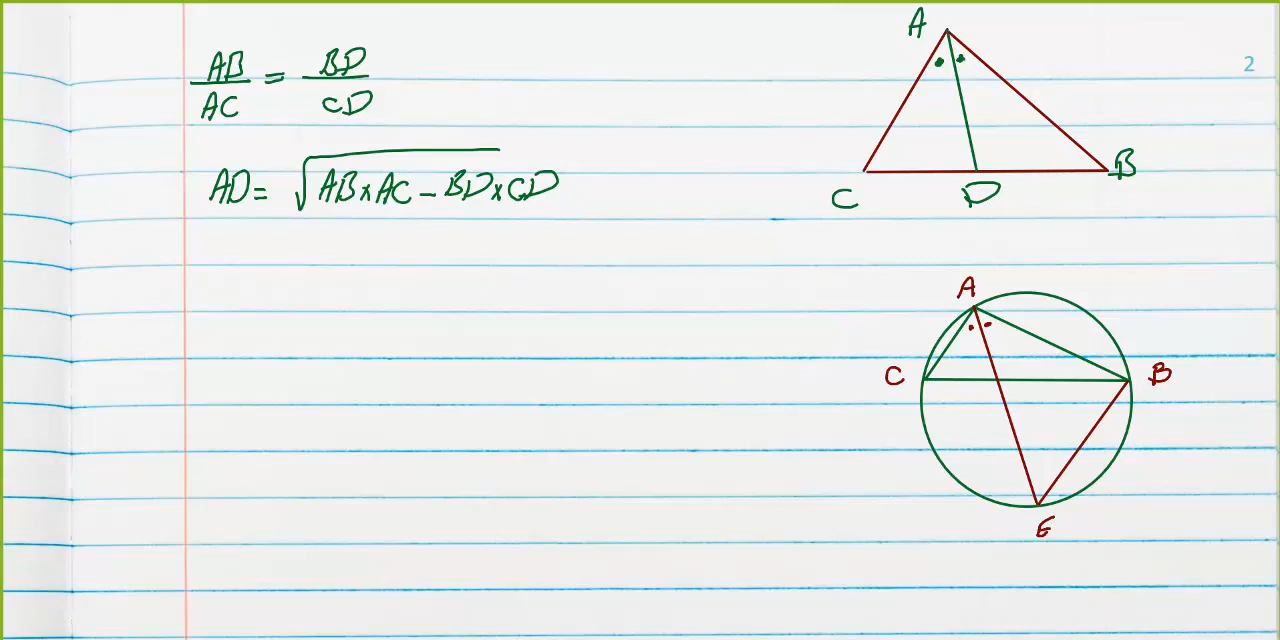 AB/AC = BD/CD
AD = √AB×AC − BD×CD
A
2
C
D
B
A
C
B
E